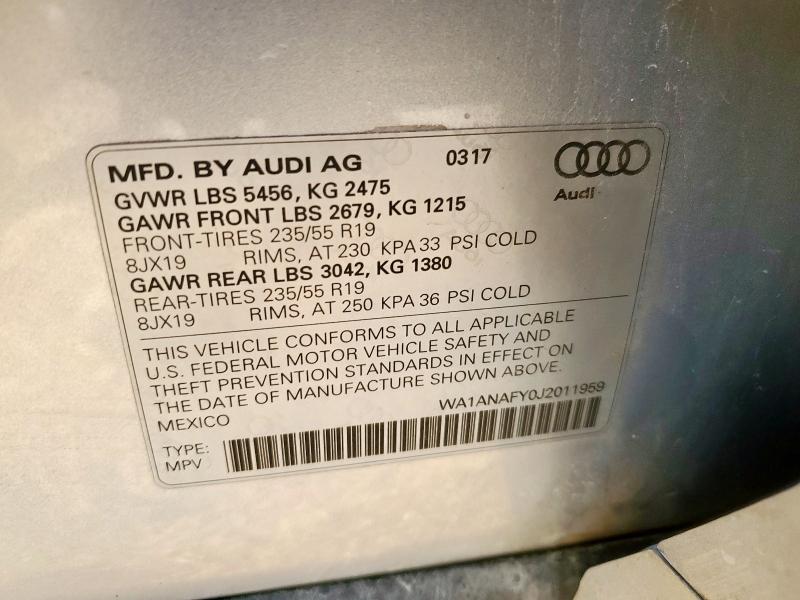 MFD. BY AUDI AG 0317
Audi
GVWR LBS 5456, KG 2475
GAWR FRONT LBS 2679, KG 1215
FRONT-TIRES 235/55 R19
8JX19 RIMS, AT 230 KPA 33 PSI COLD
GAWR REAR LBS 3042, KG 1380
REAR-TIRES 235/55 R19
8JX19 RIMS, AT 250 KPA 36 PSI COLD
THIS VEHICLE CONFORMS TO ALL APPLICABLE
U.S. FEDERAL MOTOR VEHICLE SAFETY AND
THEFT PREVENTION STANDARDS IN EFFECT ON
THE DATE OF MANUFACTURE SHOWN ABOVE.
MEXICO WA1ANAFY0J2011959
TYPE:
MPV